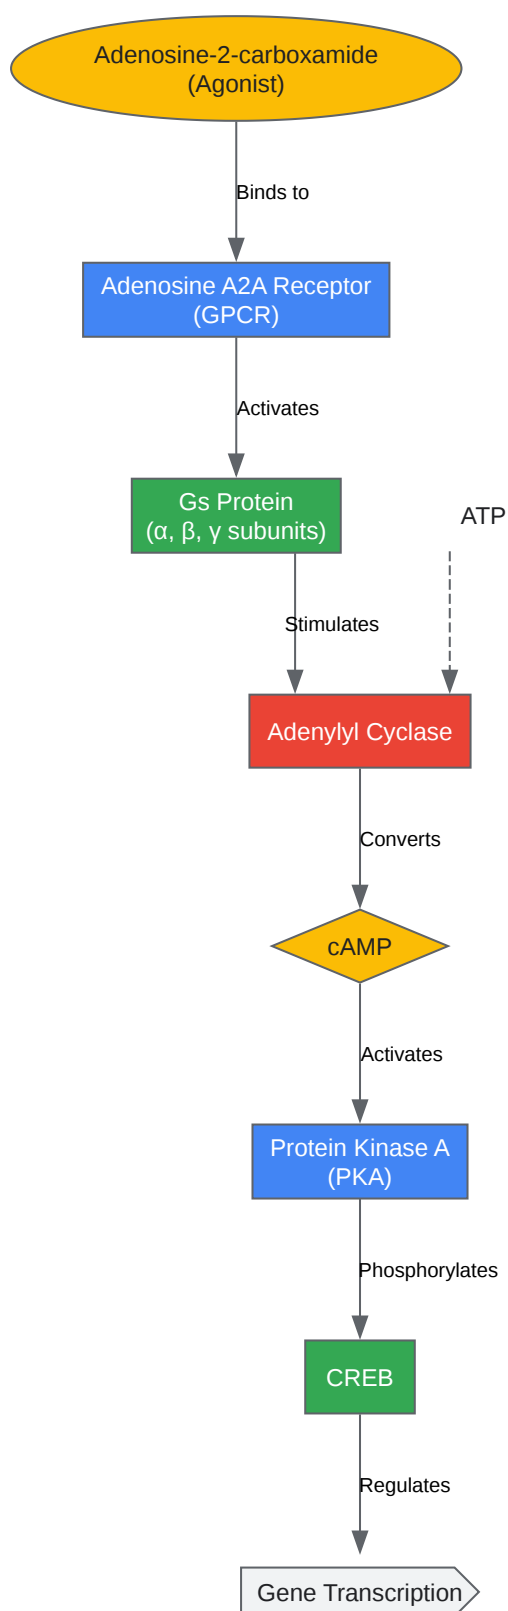 Adenosine-2-carboxamide
(Agonist)
Binds to
Adenosine A2A Receptor
(GPCR)
Activates
Gs Protein
(α, β, γ subunits)
ATP
Stimulates
Adenylyl Cyclase
Converts
cAMP
Activates
Protein Kinase A
(PKA)
Phosphorylates
CREB
Regulates
Gene Transcription